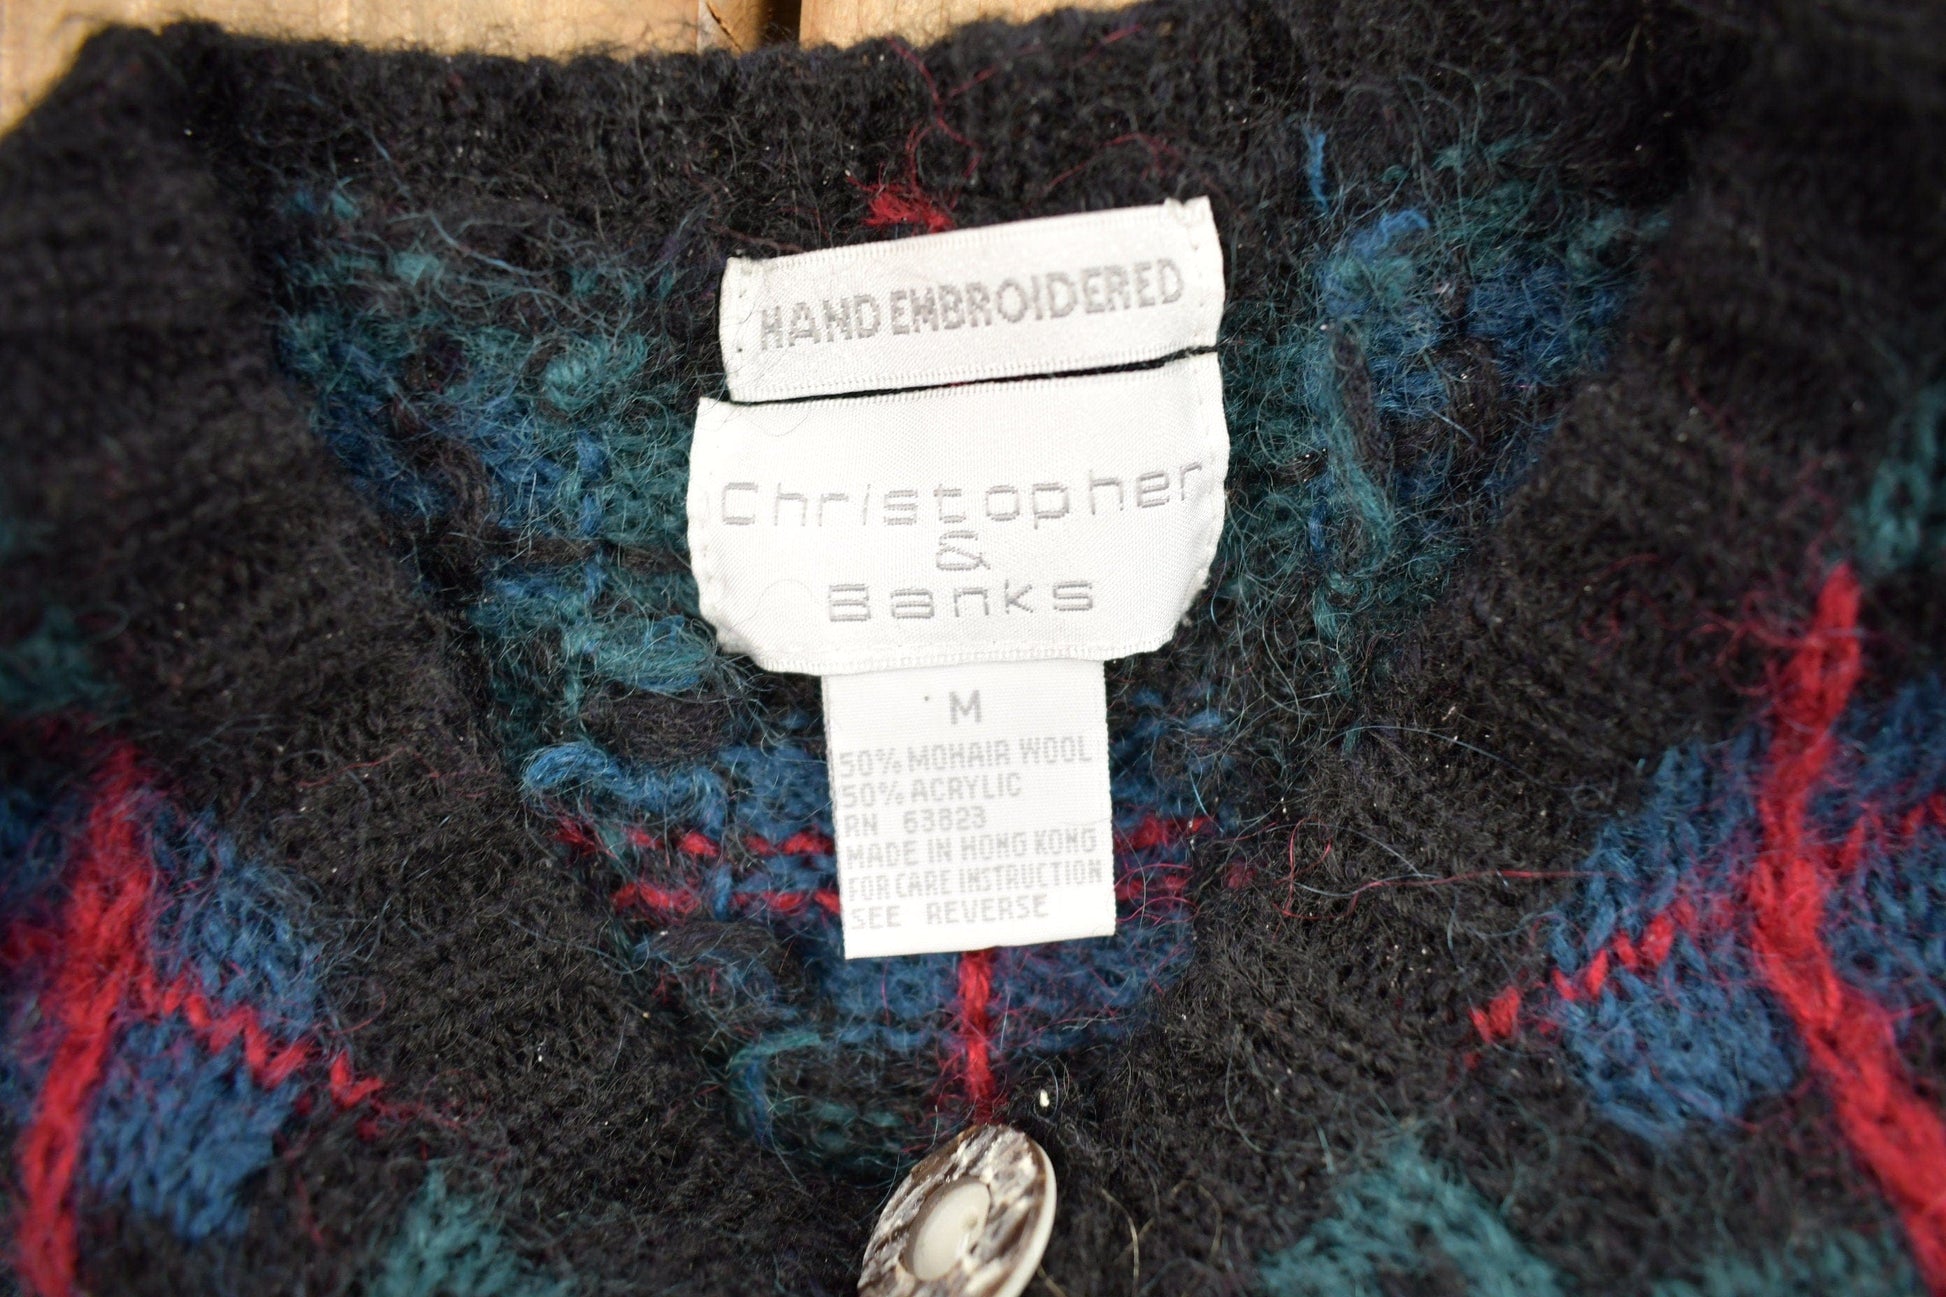 HAND EMBROIDERED
Christopher
&
Banks
M
50% MOHAIR WOOL
50% ACRYLIC
RN 63823
MADE IN HONG KONG
FOR CARE INSTRUCTION
SEE REVERSE